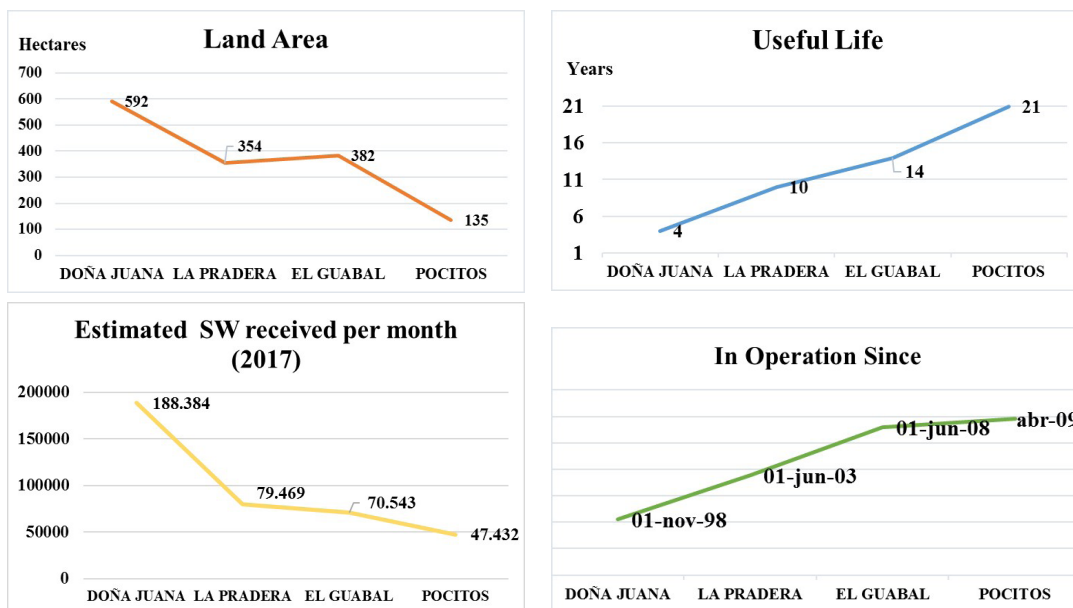 Land Area
Hectares
700
600
500
400
300
200
100
0
592
354
382
135
DOÑA JUANA LA PRADERA EL GUABAL POCITOS
Useful Life
Years
21
16
11
6
1
4
10
14
21
DOÑA JUANA LA PRADERA EL GUABAL POCITOS
Estimated SW received per month
(2017)
200000
150000
100000
50000
0
188.384
79.469
70.543
47.432
DOÑA JUANA LA PRADERA EL GUABAL POCITOS
In Operation Since
01-nov-98
01-jun-03
01-jun-08
abr-09
DOÑA JUANA LA PRADERA EL GUABAL POCITOS